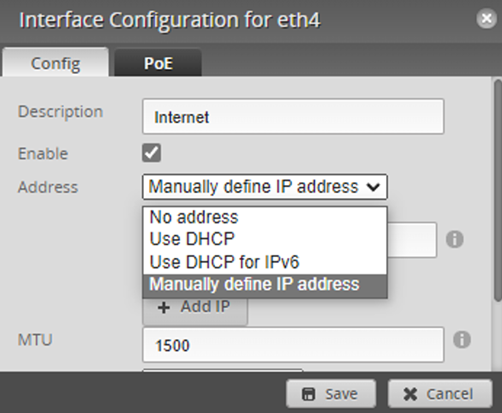 Interface Configuration for eth4
Config
PoE
Description
Internet
Enable
Address
Manually define IP address
No address
Use DHCP
Use DHCP for IPv6
Manually define IP address
+ Add IP
MTU
1500
Save
Cancel